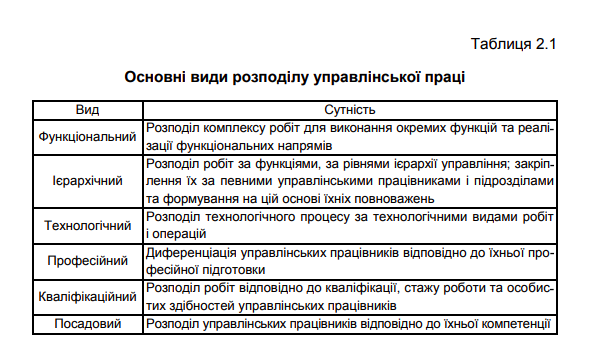 Таблиця 2.1
Основні види розподілу управлінської праці
Вид Сутність
Функціональний Розподіл комплексу робіт для виконання окремих функцій та реалі-
зації функціональних напрямів
Ієрархічний Розподіл робіт за функціями, за рівнями ієрархії управління; закріп-
лення їх за певними управлінськими працівниками і підрозділами
та формування на цій основі їхніх повноважень
Технологічний Розподіл технологічного процесу за технологічними видами робіт
і операцій
Професійний Диференціація управлінських працівників відповідно до їхньої про-
фесійної підготовки
Кваліфікаційний Розподіл робіт відповідно до кваліфікації, стажу роботи та особис-
тих здібностей управлінських працівників
Посадовий Розподіл управлінських працівників відповідно до їхньої компетенції